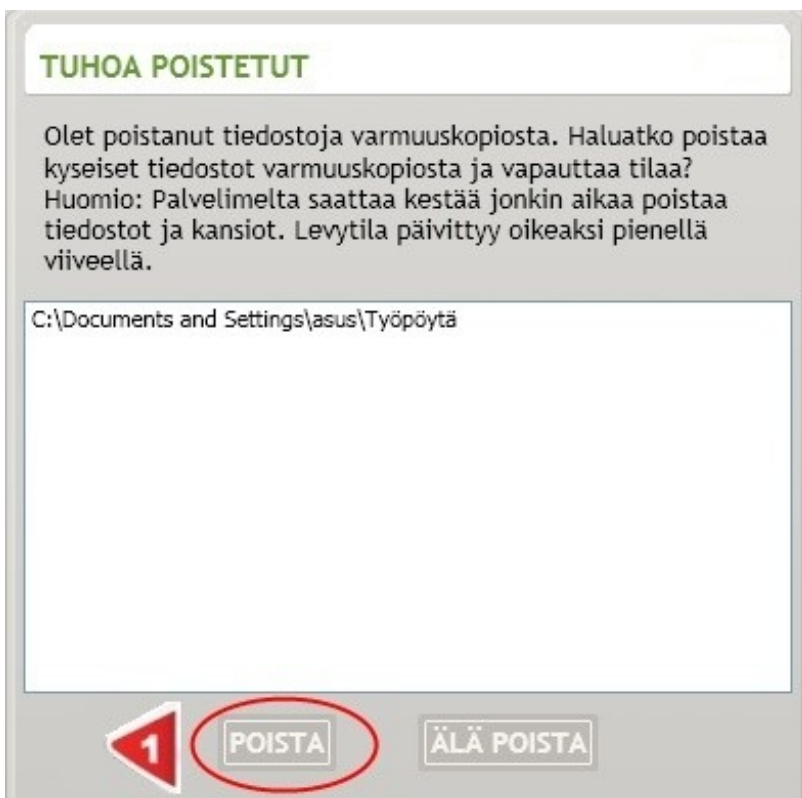 TUHOA POISTETUT
Olet poistanut tiedostoja varmuuskopiosta. Haluatko poistaa
kyseiset tiedostot varmuuskopiosta ja vapauttaa tilaa?
Huomio: Palvelimelta saattaa kestää jonkin aikaa poistaa
tiedostot ja kansiot. Levytila päivittyy oikeaksi pienellä
viiveellä.
C:\Documents and Settings\asus\Työpöytä
1 POISTA ÄLÄ POISTA